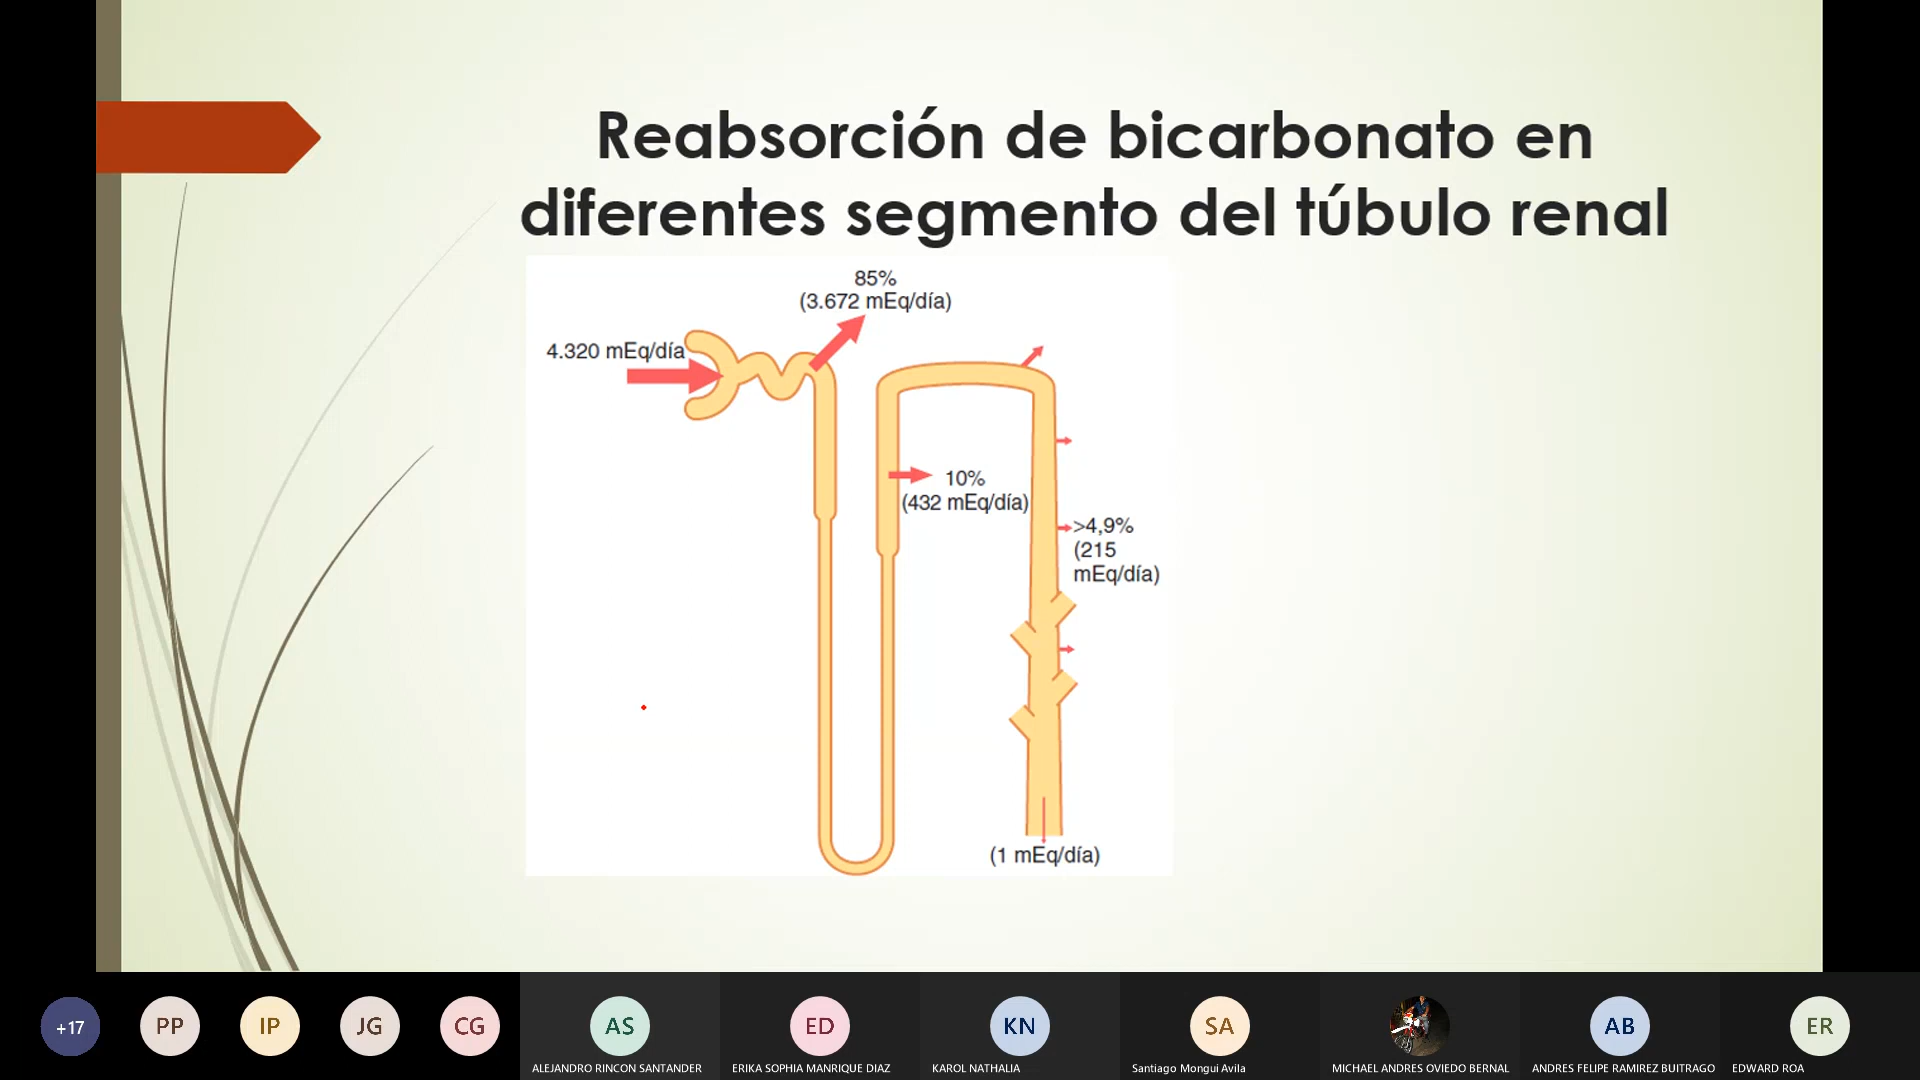 Reabsorción de bicarbonato en
diferentes segmento del túbulo renal
85%
(3.672 mEq/día)
4.320 mEq/día
10%
(432 mEq/día)
>4,9%
(215
mEq/día)
(1 mEq/día)
+17
PP
IP
JG
CG
AS
ED
KN
SA
AB
ER
ALEJANDRO RINCON SANTANDER
ERIKA SOPHIA MANRIQUE DIAZ
KAROL NATHALIA
Santiago Mongui Avila
MICHAEL ANDRES OVIEDO BERNAL
ANDRES FELIPE RAMIREZ BUITRAGO
EDWARD ROA